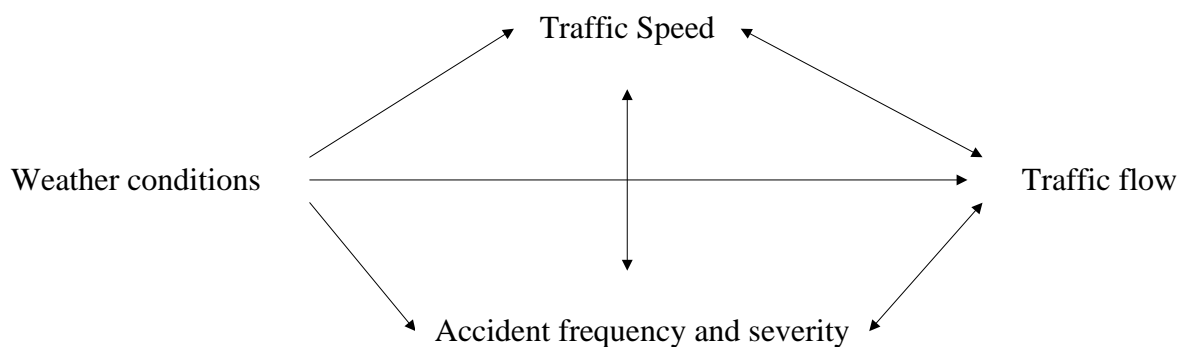 Traffic Speed
Weather conditions
Traffic flow
Accident frequency and severity